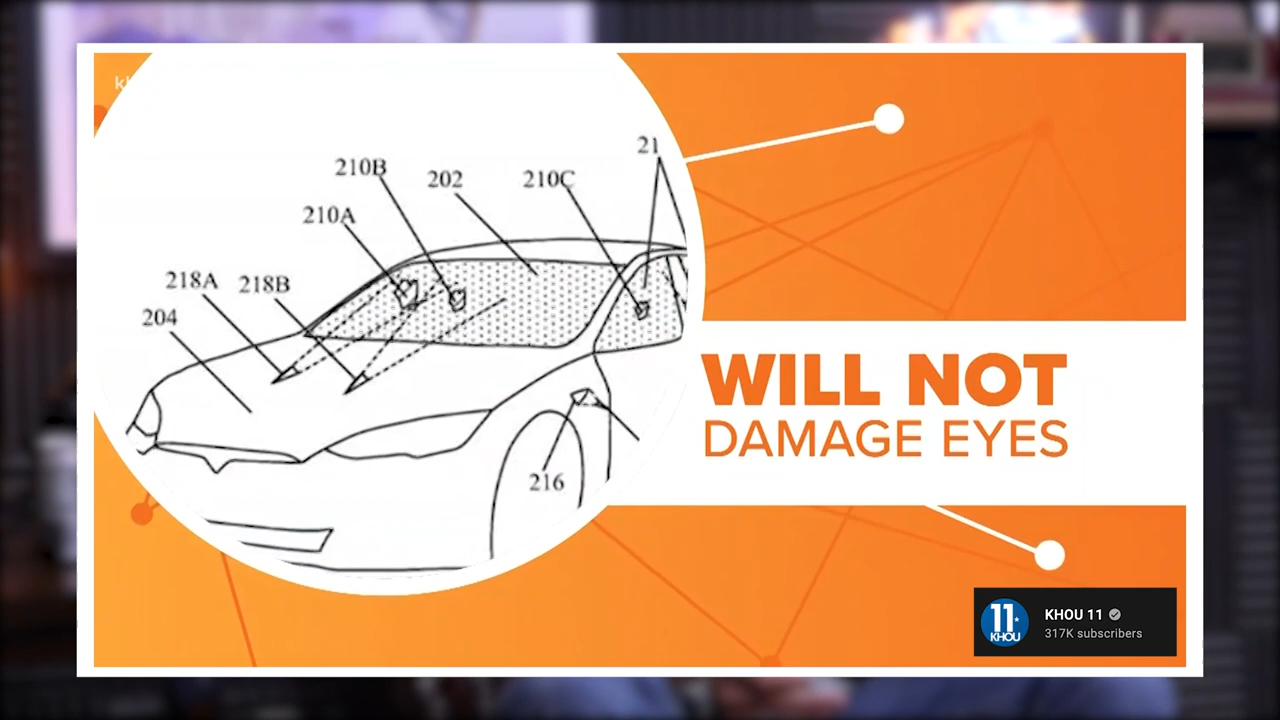 21
210B
202
210C
210A
218A
218B
204
WILL NOT
DAMAGE EYES
216
11
KHOU
KHOU 11
317K subscribers